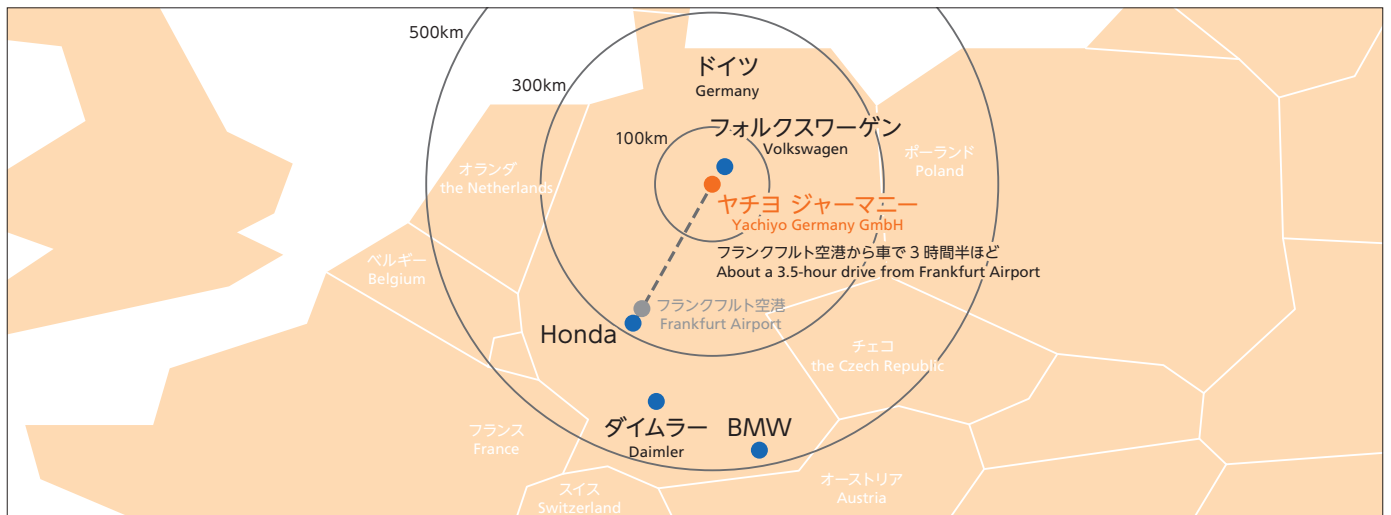 500km
300km
100km
ドイツ
Germany
フォルクスワーゲン
Volkswagen
オランダ
the Netherlands
ポーランド
Poland
ヤチヨ ジャーマニー
Yachiyo Germany GmbH
フランクフルト空港から車で 3 時間半ほど
About a 3.5-hour drive from Frankfurt Airport
ベルギー
Belgium
フランクフルト空港
Frankfurt Airport
Honda
チェコ
the Czech Republic
ダイムラー
Daimler
BMW
フランス
France
スイス
Switzerland
オーストリア
Austria